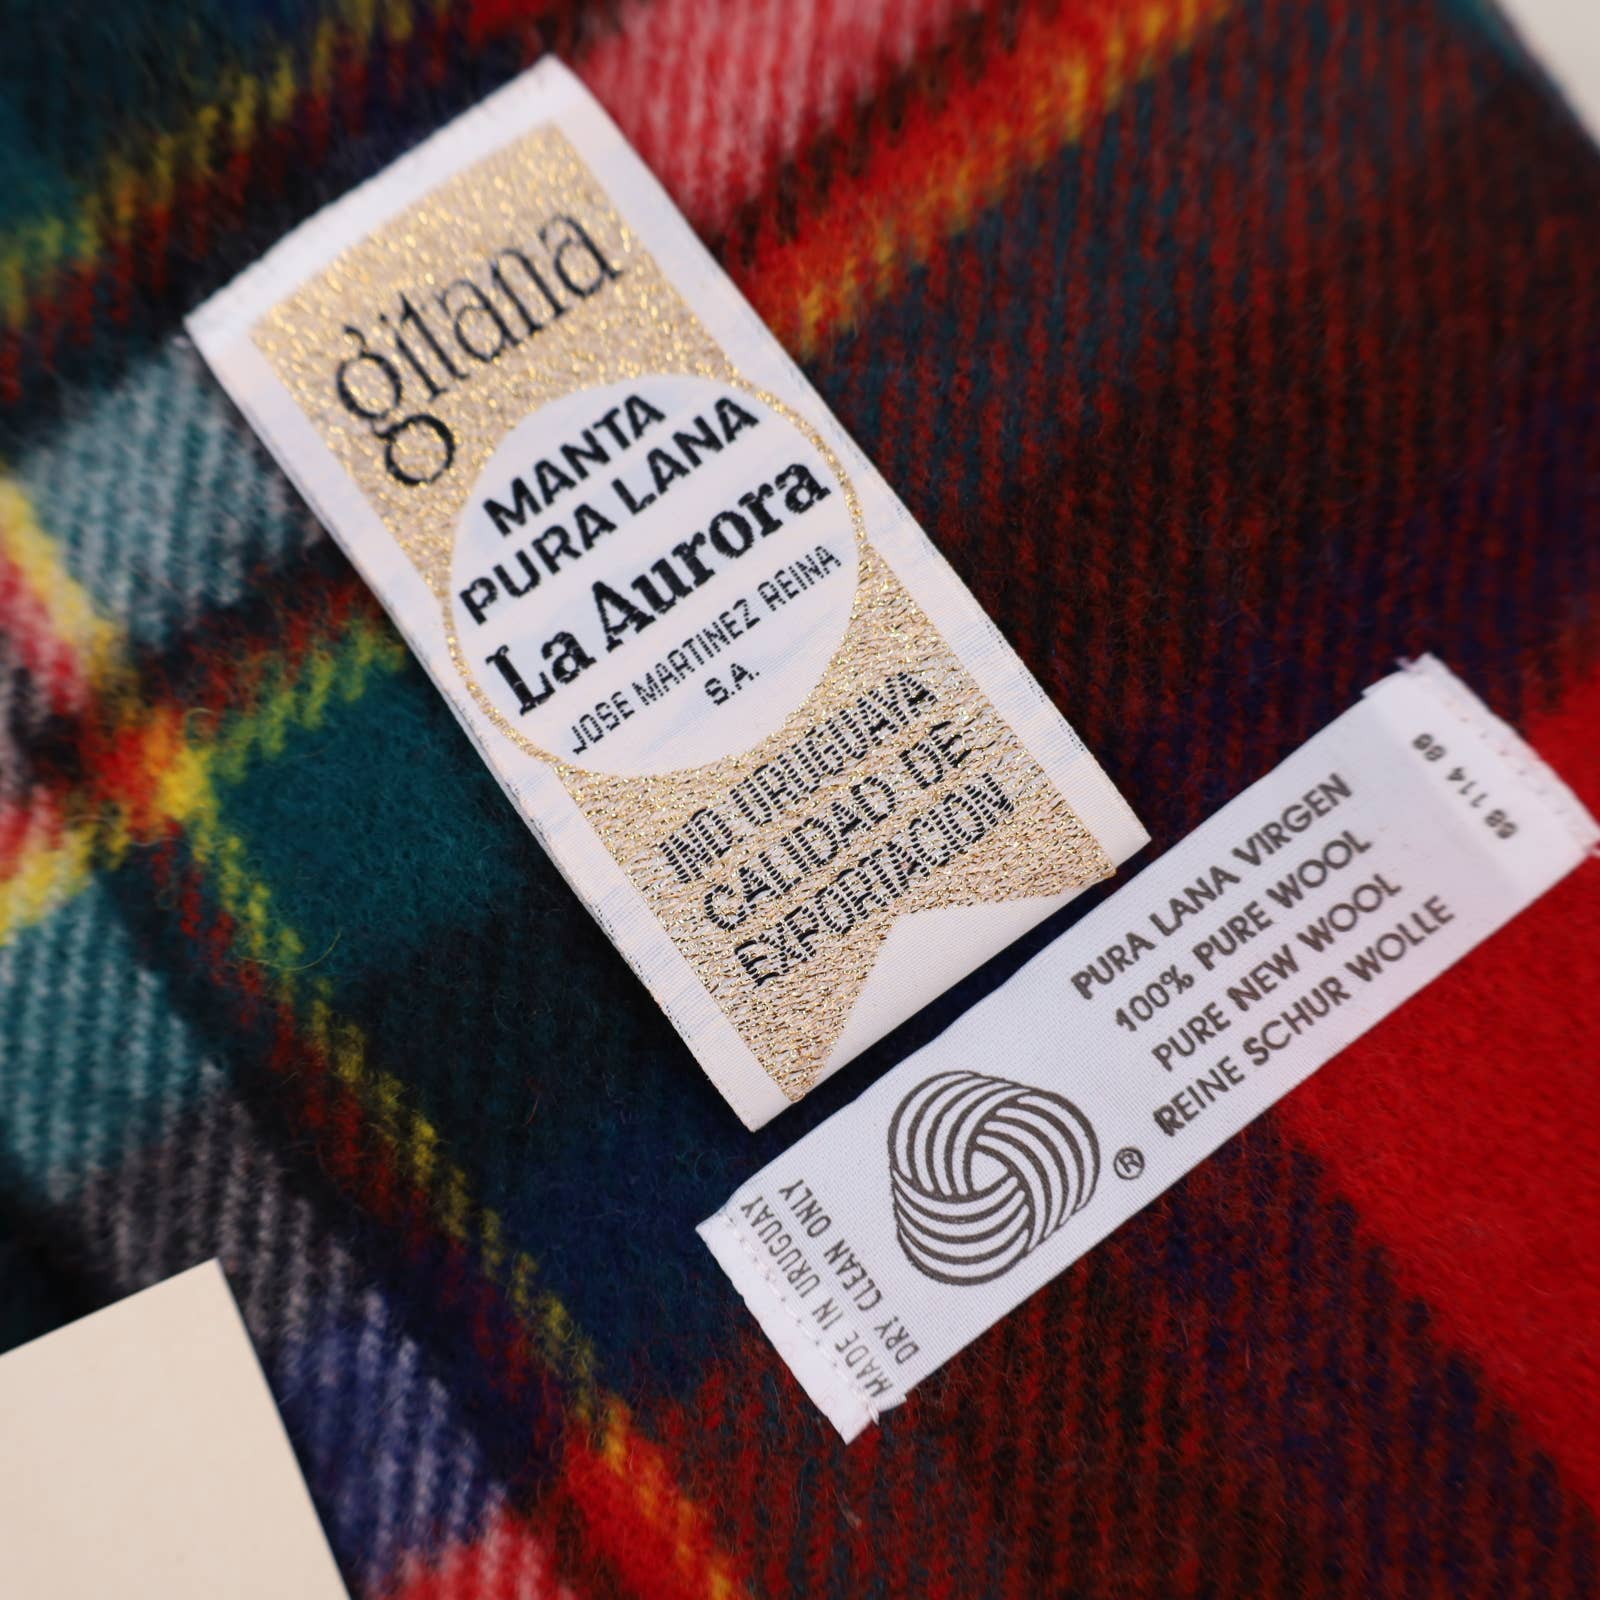 gitana
MANTA
PURA LANA
La Aurora
JOSE MARTINEZ REINA
S.A.
IND URUGUAYA
CALIDAD DE
EXPORTACION
PURA LANA VIRGEN
100% PURE WOOL
PURE NEW WOOL
REINE SCHUR WOLLE
®
MADE IN URUGUAY
DRY CLEAN ONLY